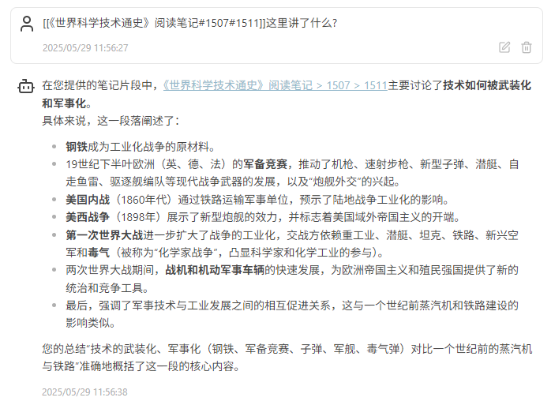 [[《世界科学技术通史》阅读笔记#1507#1511]]这里讲了什么?
2025/05/29 11:56:27
在您提供的笔记片段中，《世界科学技术通史》阅读笔记 > 1507 > 1511主要讨论了技术如何被武装化
和军事化。
具体来说，这一段落阐述了：
钢铁成为工业化战争的原材料。
19世纪下半叶欧洲（英、德、法）的军备竞赛，推动了机枪、速射步枪、新型子弹、潜艇、自
走鱼雷、驱逐舰编队等现代战争武器的发展，以及“炮舰外交”的兴起。
美国内战（1860年代）通过铁路运输军事单位，预示了陆地战争工业化的影响。
美西战争（1898年）展示了新型炮舰的效力，并标志着美国域外帝国主义的开端。
第一次世界大战进一步扩大了战争的工业化，交战方依赖重工业、潜艇、坦克、铁路、新兴空
军和毒气（被称为“化学家战争”，凸显科学家和化学工业的参与）。
两次世界大战期间，战机和机动军事车辆的快速发展，为欧洲帝国主义和殖民强国提供了新的
统治和竞争工具。
最后，强调了军事技术与工业发展之间的相互促进关系，这与一个世纪前蒸汽机和铁路建设的
影响类似。
您的总结“技术的武装化、军事化（钢铁、军备竞赛、子弹、军舰、毒气弹）对比一个世纪前的蒸汽机
与铁路”准确地概括了这一段的核心内容。
2025/05/29 11:56:38